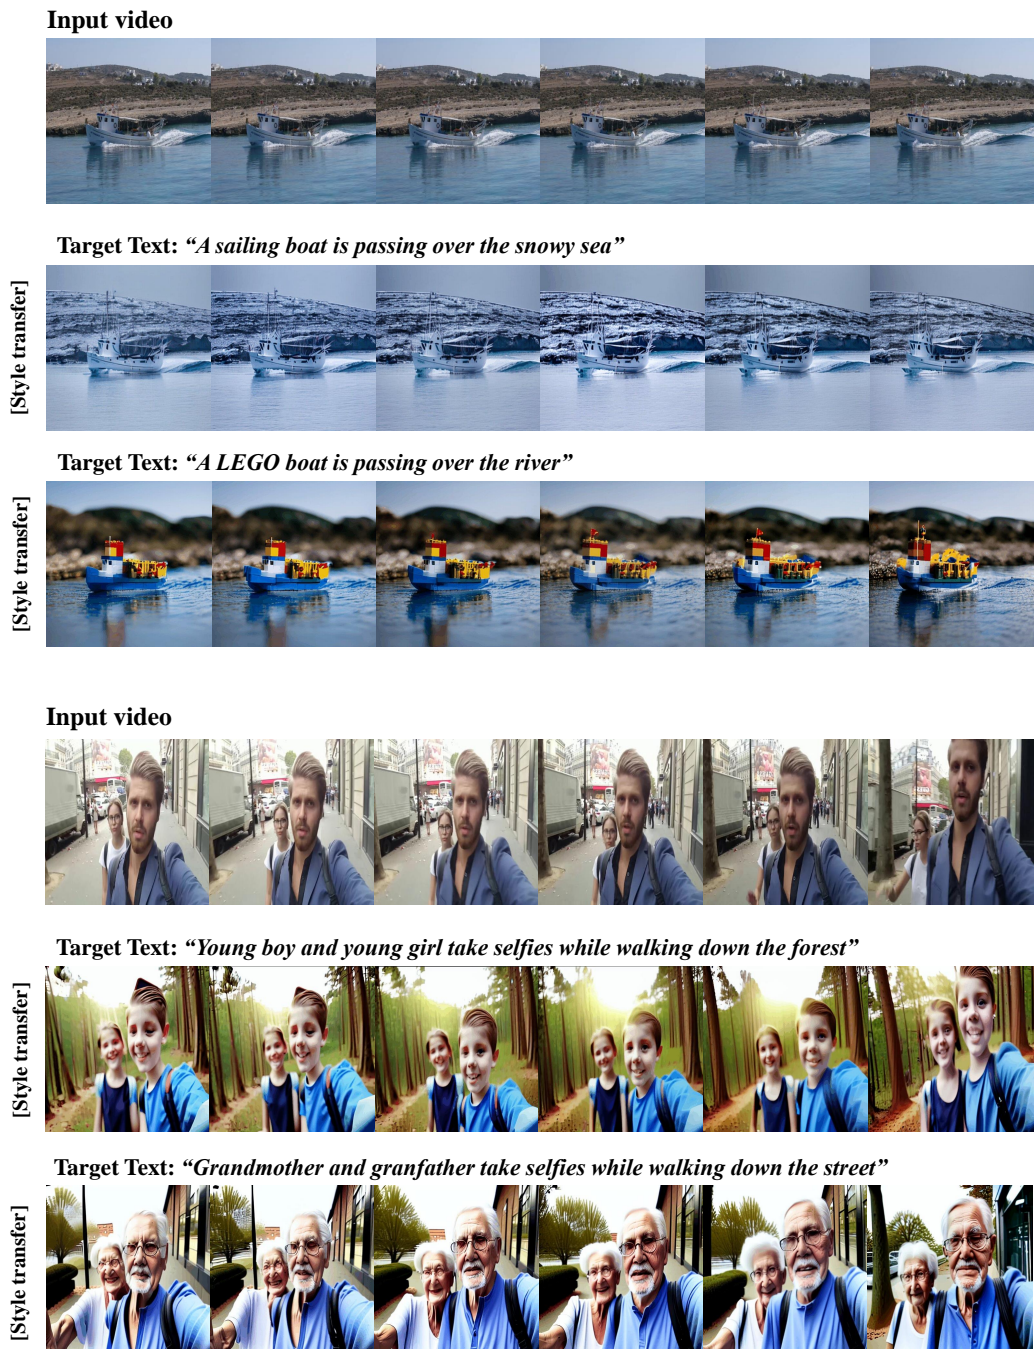 Input video
Target Text: “A sailing boat is passing over the snowy sea”
[Style transfer]
Target Text: “A LEGO boat is passing over the river”
[Style transfer]
Input video
Target Text: “Young boy and young girl take selfies while walking down the forest”
[Style transfer]
Target Text: “Grandmother and granfather take selfies while walking down the street”
[Style transfer]